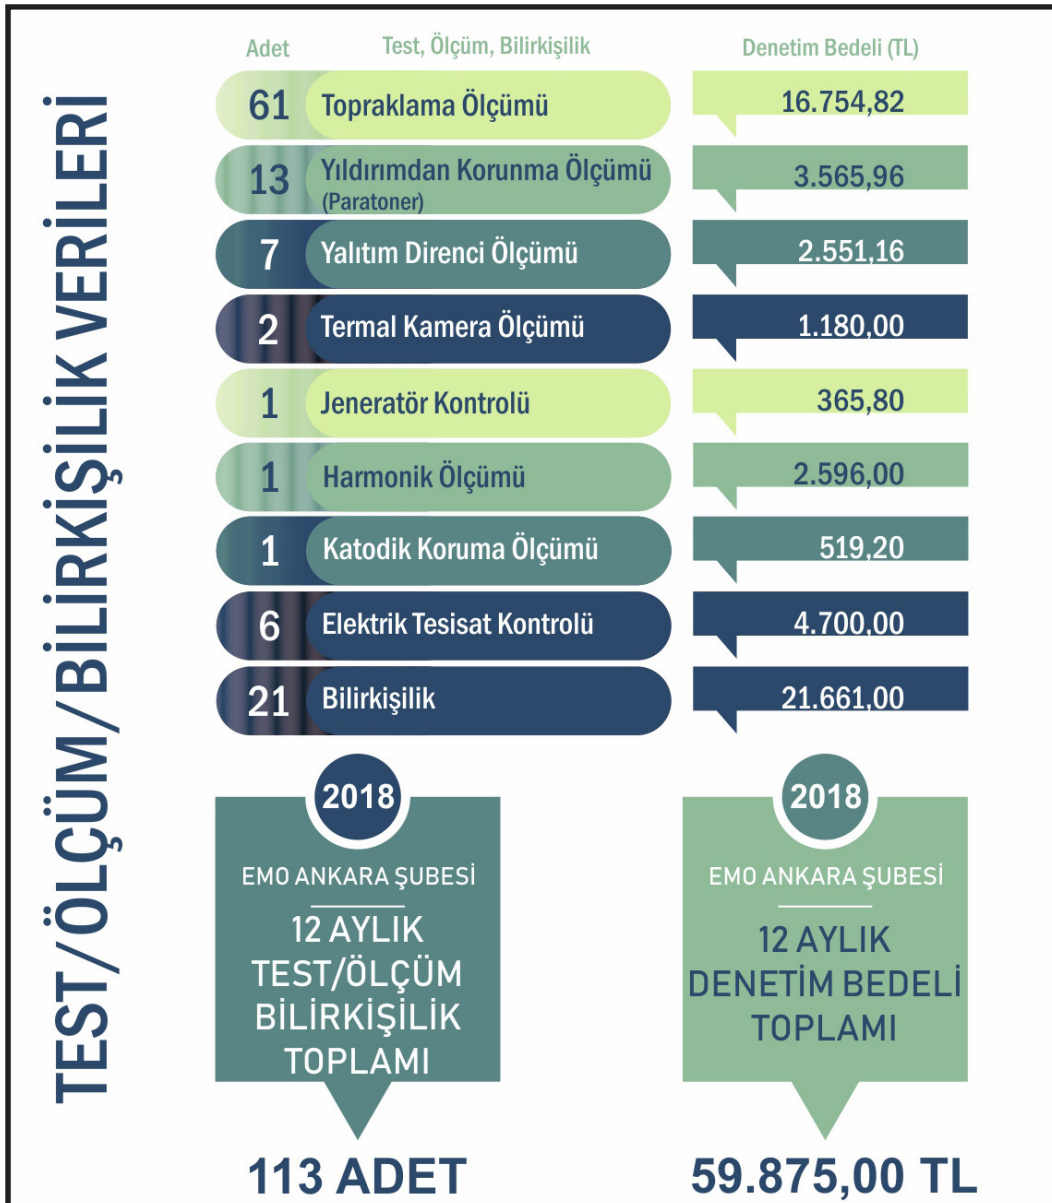 TEST/ÖLÇÜM/BİLİRKİŞİLİK VERİLERİ
Adet Test, Ölçüm, Bilirkişilik Denetim Bedeli (TL)
61 Topraklama Ölçümü 16.754,82
13 Yıldırımdan Korunma Ölçümü 3.565,96
(Paratoner)
7 Yalıtım Direnci Ölçümü 2.551,16
2 Termal Kamera Ölçümü 1.180,00
1 Jeneratör Kontrolü 365,80
1 Harmonik Ölçümü 2.596,00
1 Katodik Koruma Ölçümü 519,20
6 Elektrik Tesisat Kontrolü 4.700,00
21 Bilirkişilik 21.661,00
2018
EMO ANKARA ŞUBESİ
12 AYLIK
TEST/ÖLÇÜM
BİLİRKİŞİLİK
TOPLAMI
113 ADET
2018
EMO ANKARA ŞUBESİ
12 AYLIK
DENETİM BEDELİ
TOPLAMI
59.875,00 TL